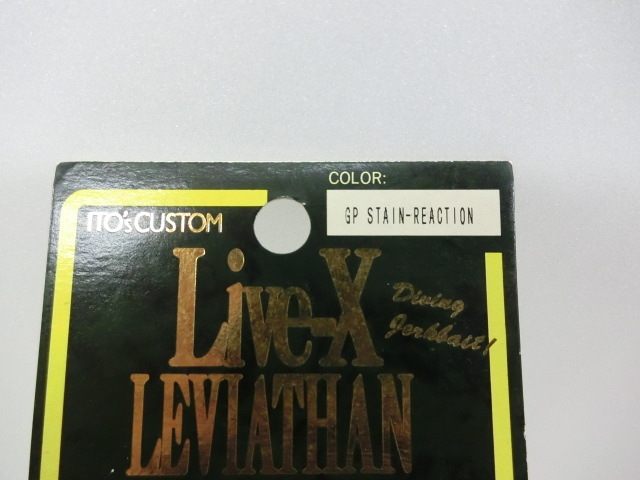 COLOR:
ITO'S CUSTOM
GP STAIN-REACTION
Live-X
Diving
Jerkbait!
LEVIATHAN